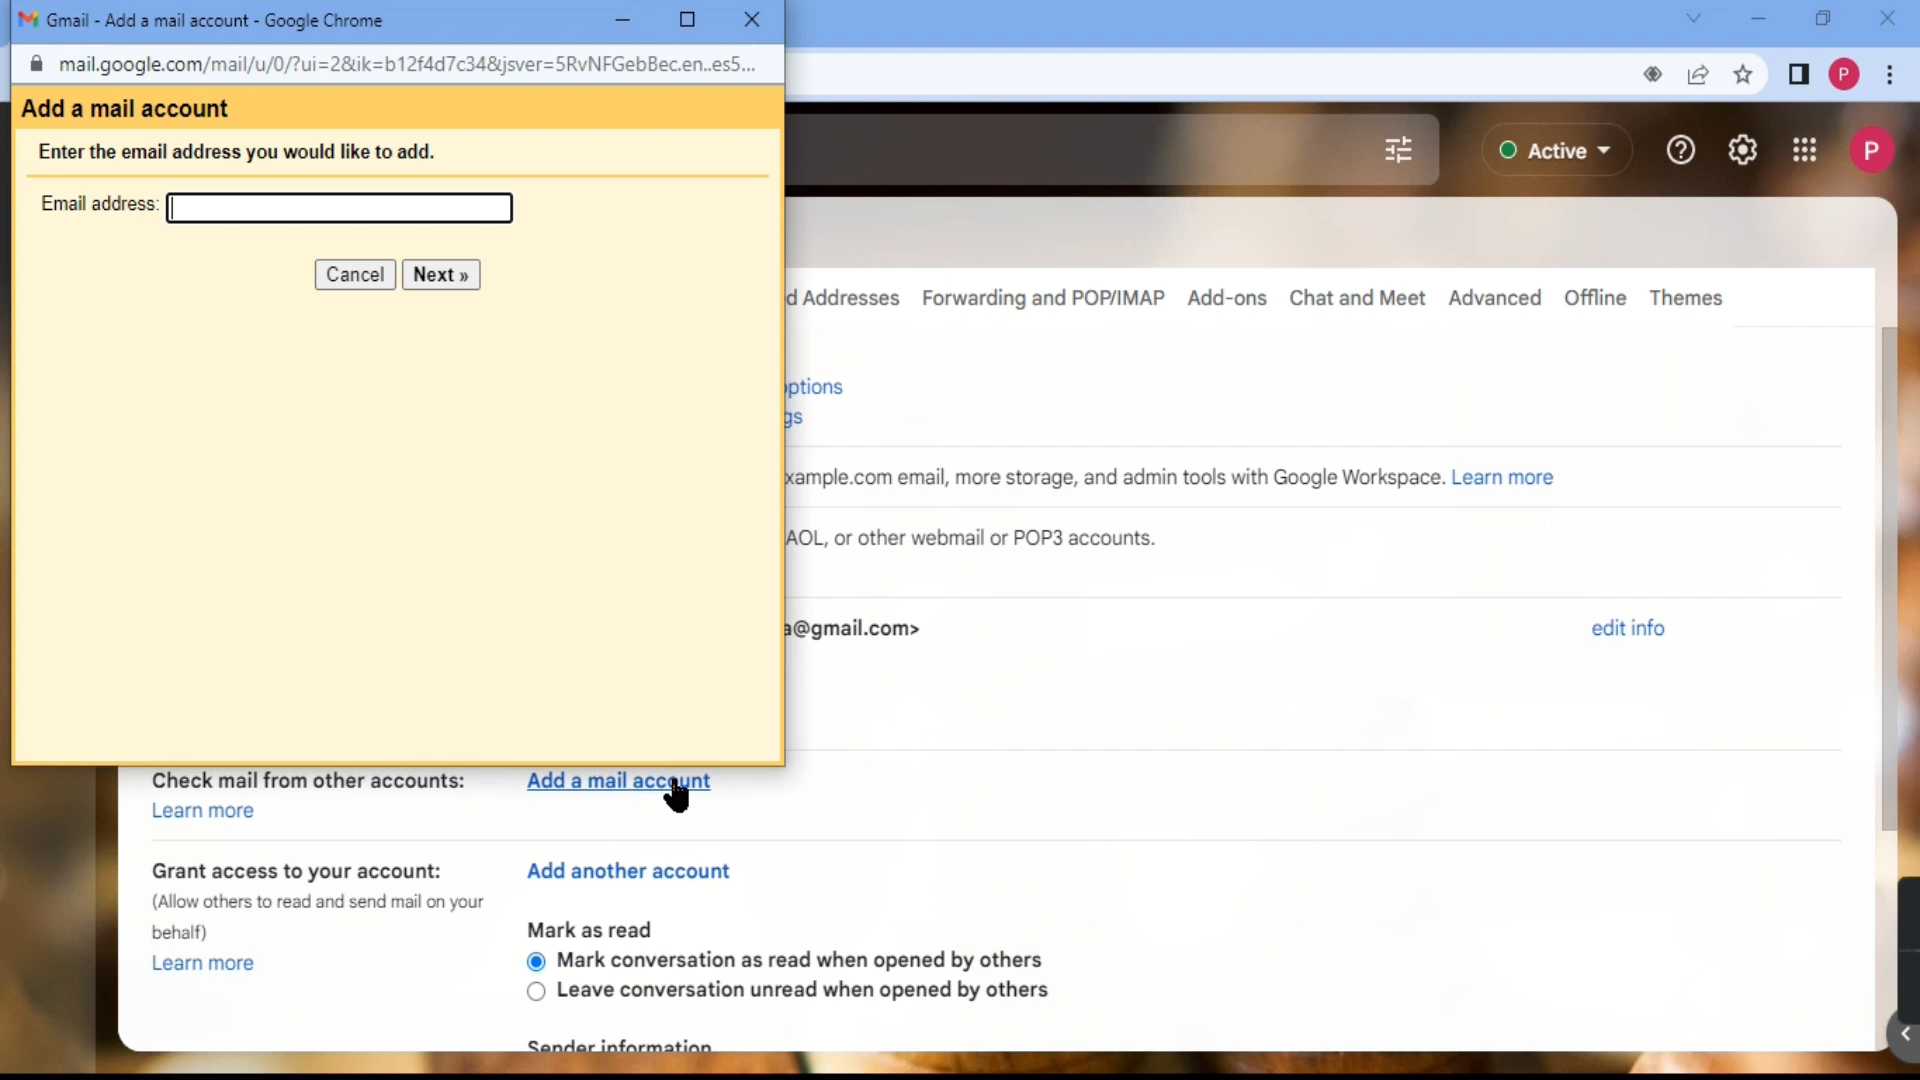 Gmail - Add a mail account - Google Chrome
mail.google.com/mail/u/0/?ui=2&ik=b12f4d7c34&jsver=5RvNFGebBec.en..es5...
P
Add a mail account
Enter the email address you would like to add.
Email address:
Cancel Next »
Active
P
d Addresses Forwarding and POP/IMAP Add-ons Chat and Meet Advanced Offline Themes
options
gs
xample.com email, more storage, and admin tools with Google Workspace. Learn more
AOL, or other webmail or POP3 accounts.
a@gmail.com> edit info
Check mail from other accounts: Add a mail account
Learn more
Grant access to your account: Add another account
(Allow others to read and send mail on your
behalf)
Learn more
Mark as read
Mark conversation as read when opened by others
Leave conversation unread when opened by others
Sender information